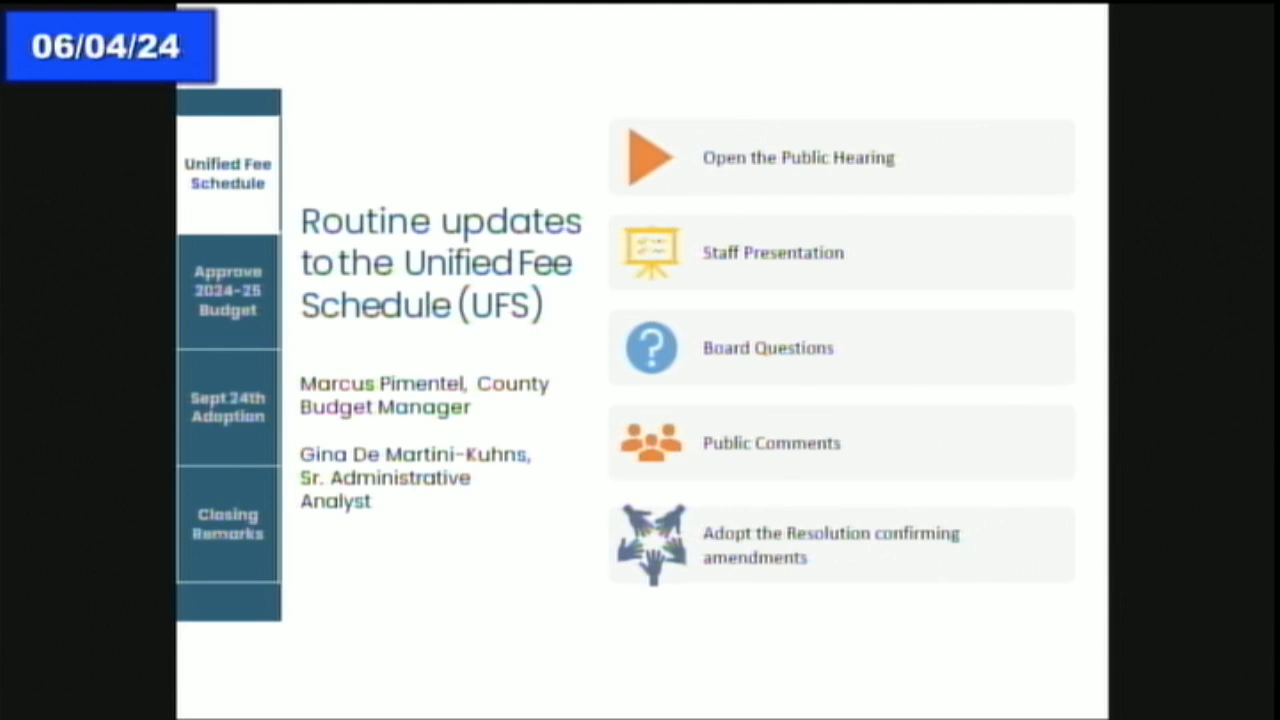 06/04/24
Unified Fee
Schedule
Approve
2024-25
Budget
Sept 24th
Adoption
Closing
Remarks
Routine updates
to the Unified Fee
Schedule (UFS)
Marcus Pimentel, County
Budget Manager
Gina De Martini-Kuhns,
Sr. Administrative
Analyst
Open the Public Hearing
Staff Presentation
Board Questions
Public Comments
Adopt the Resolution confirming
amendments